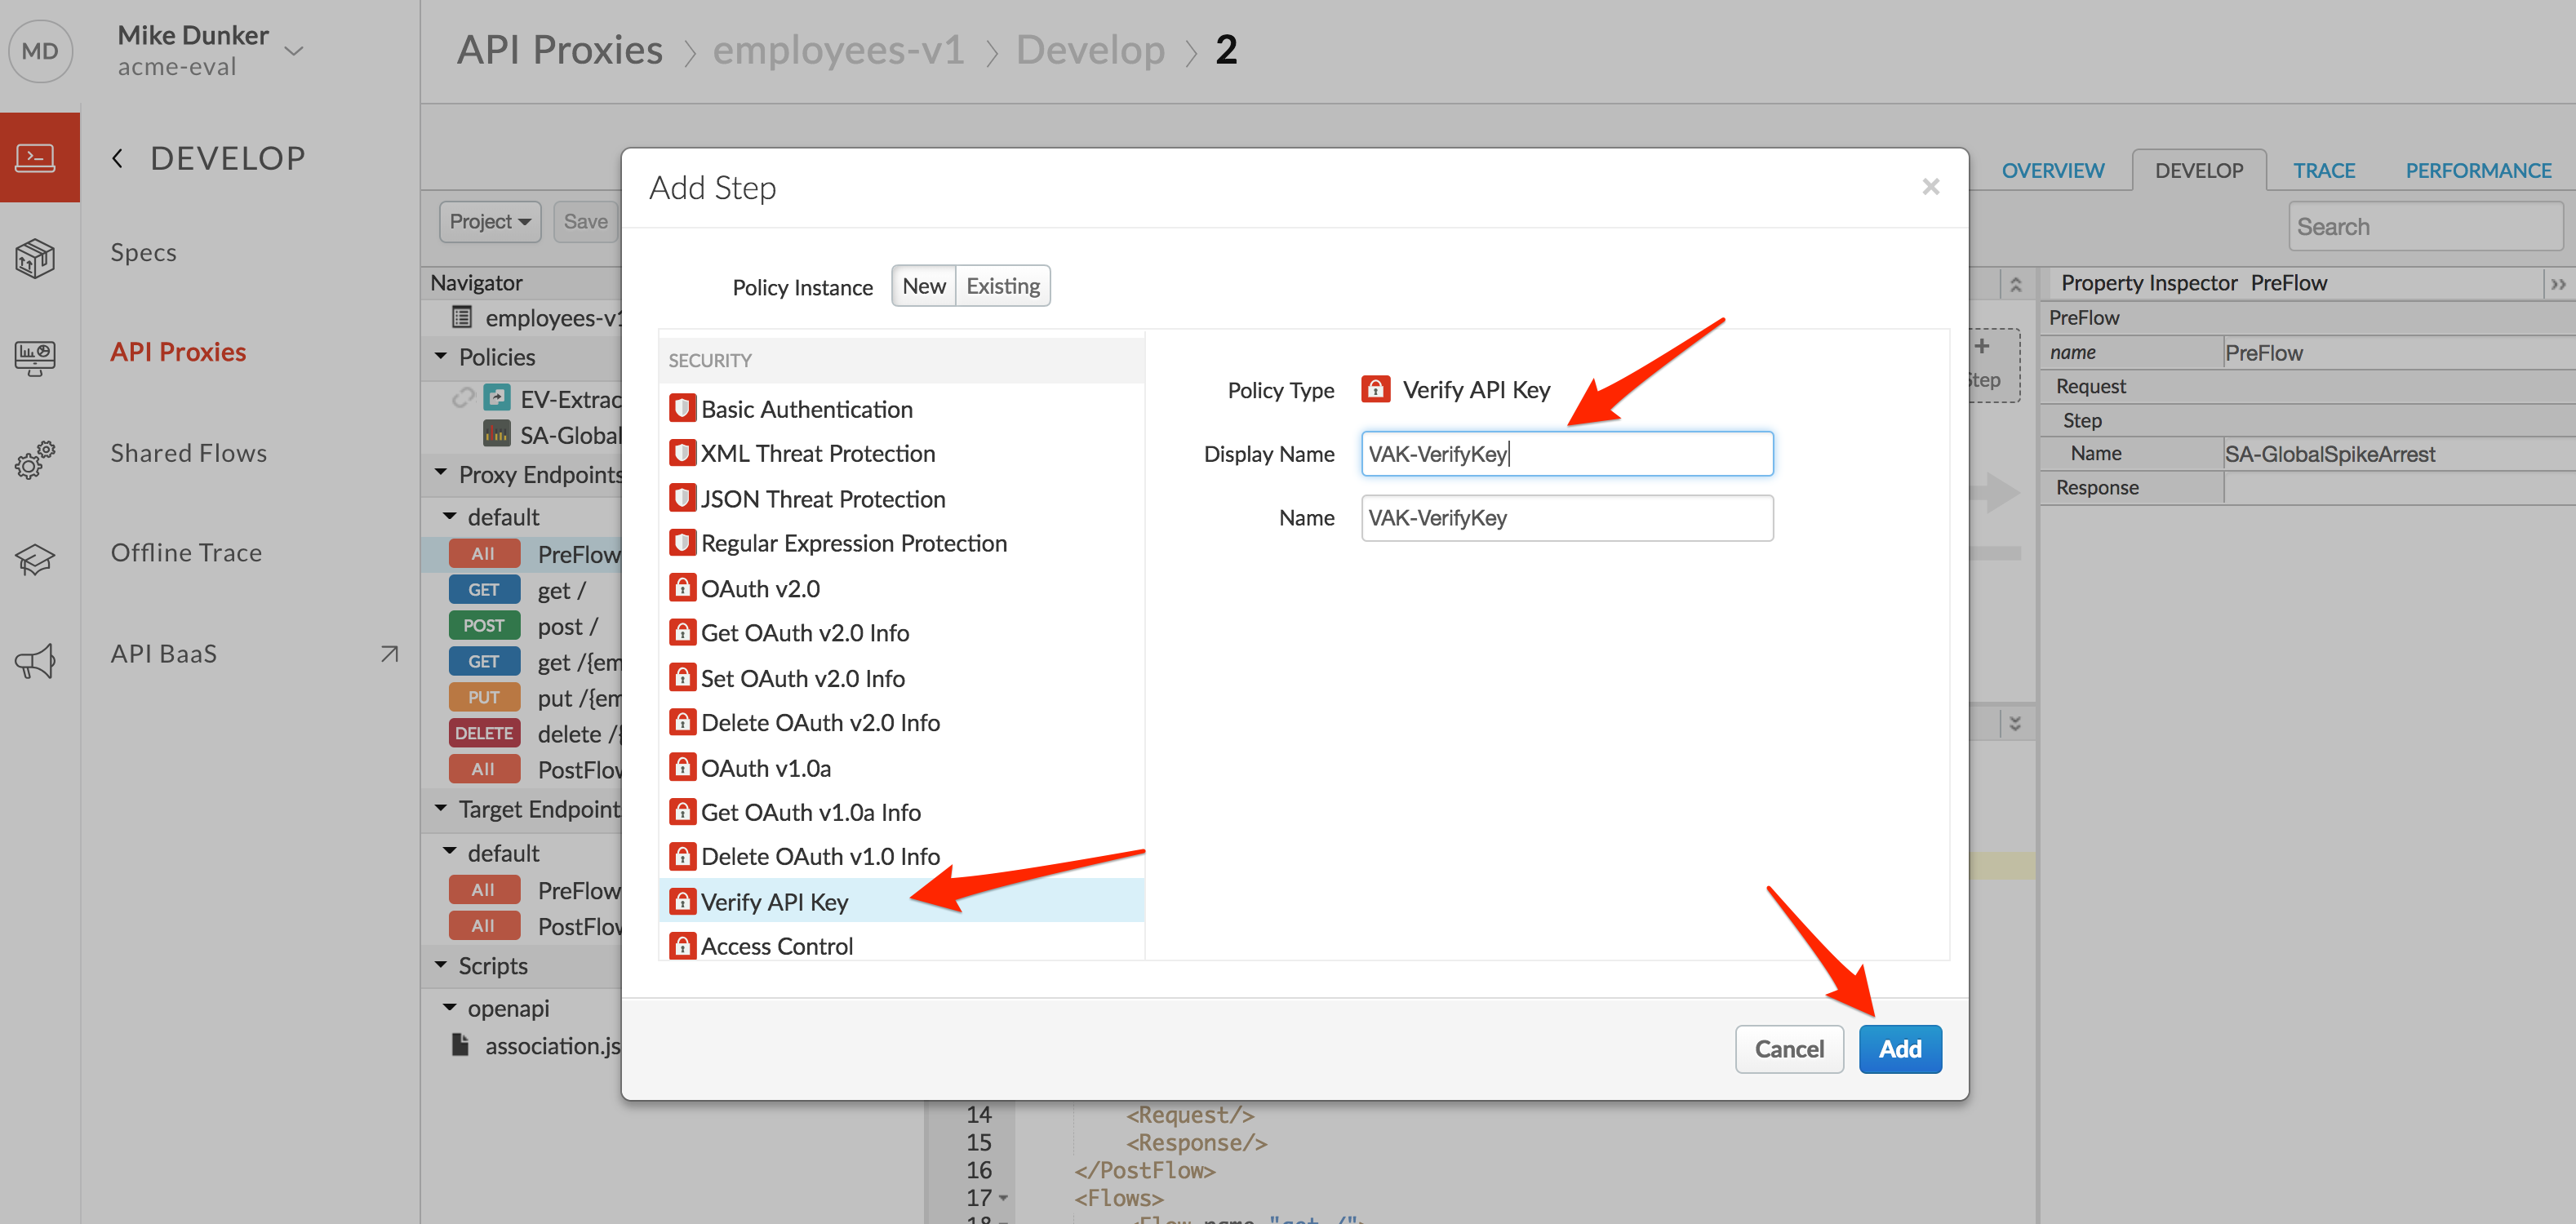 MD
Mike Dunker
acme-eval
API Proxies > employees-v1 > Develop > 2
DEVELOP
Specs
API Proxies
Shared Flows
Offline Trace
API BaaS
OVERVIEW
DEVELOP
TRACE
PERFORMANCE
Project
Save
Search
Navigator
employees-v1
Policies
EV-Extrac
SA-Global
Proxy Endpoints
default
All PreFlow
GET get /
POST post /
GET get /{em
PUT put /{em
DELETE delete /{
All PostFlow
Target Endpoint
default
All PreFlow
All PostFlow
Scripts
openapi
association.js
Add Step
×
Policy Instance
New
Existing
SECURITY
Basic Authentication
XML Threat Protection
JSON Threat Protection
Regular Expression Protection
OAuth v2.0
Get OAuth v2.0 Info
Set OAuth v2.0 Info
Delete OAuth v2.0 Info
OAuth v1.0a
Get OAuth v1.0a Info
Delete OAuth v1.0 Info
Verify API Key
Access Control
Policy Type Verify API Key
Display Name VAK-VerifyKey
Name VAK-VerifyKey
Cancel
Add
+
Step
Property Inspector PreFlow
PreFlow
name PreFlow
Request
Step
Name SA-GlobalSpikeArrest
Response
14 <Request/>
15 <Response/>
16 </PostFlow>
17 <Flows>
18 <Flow name="get /">